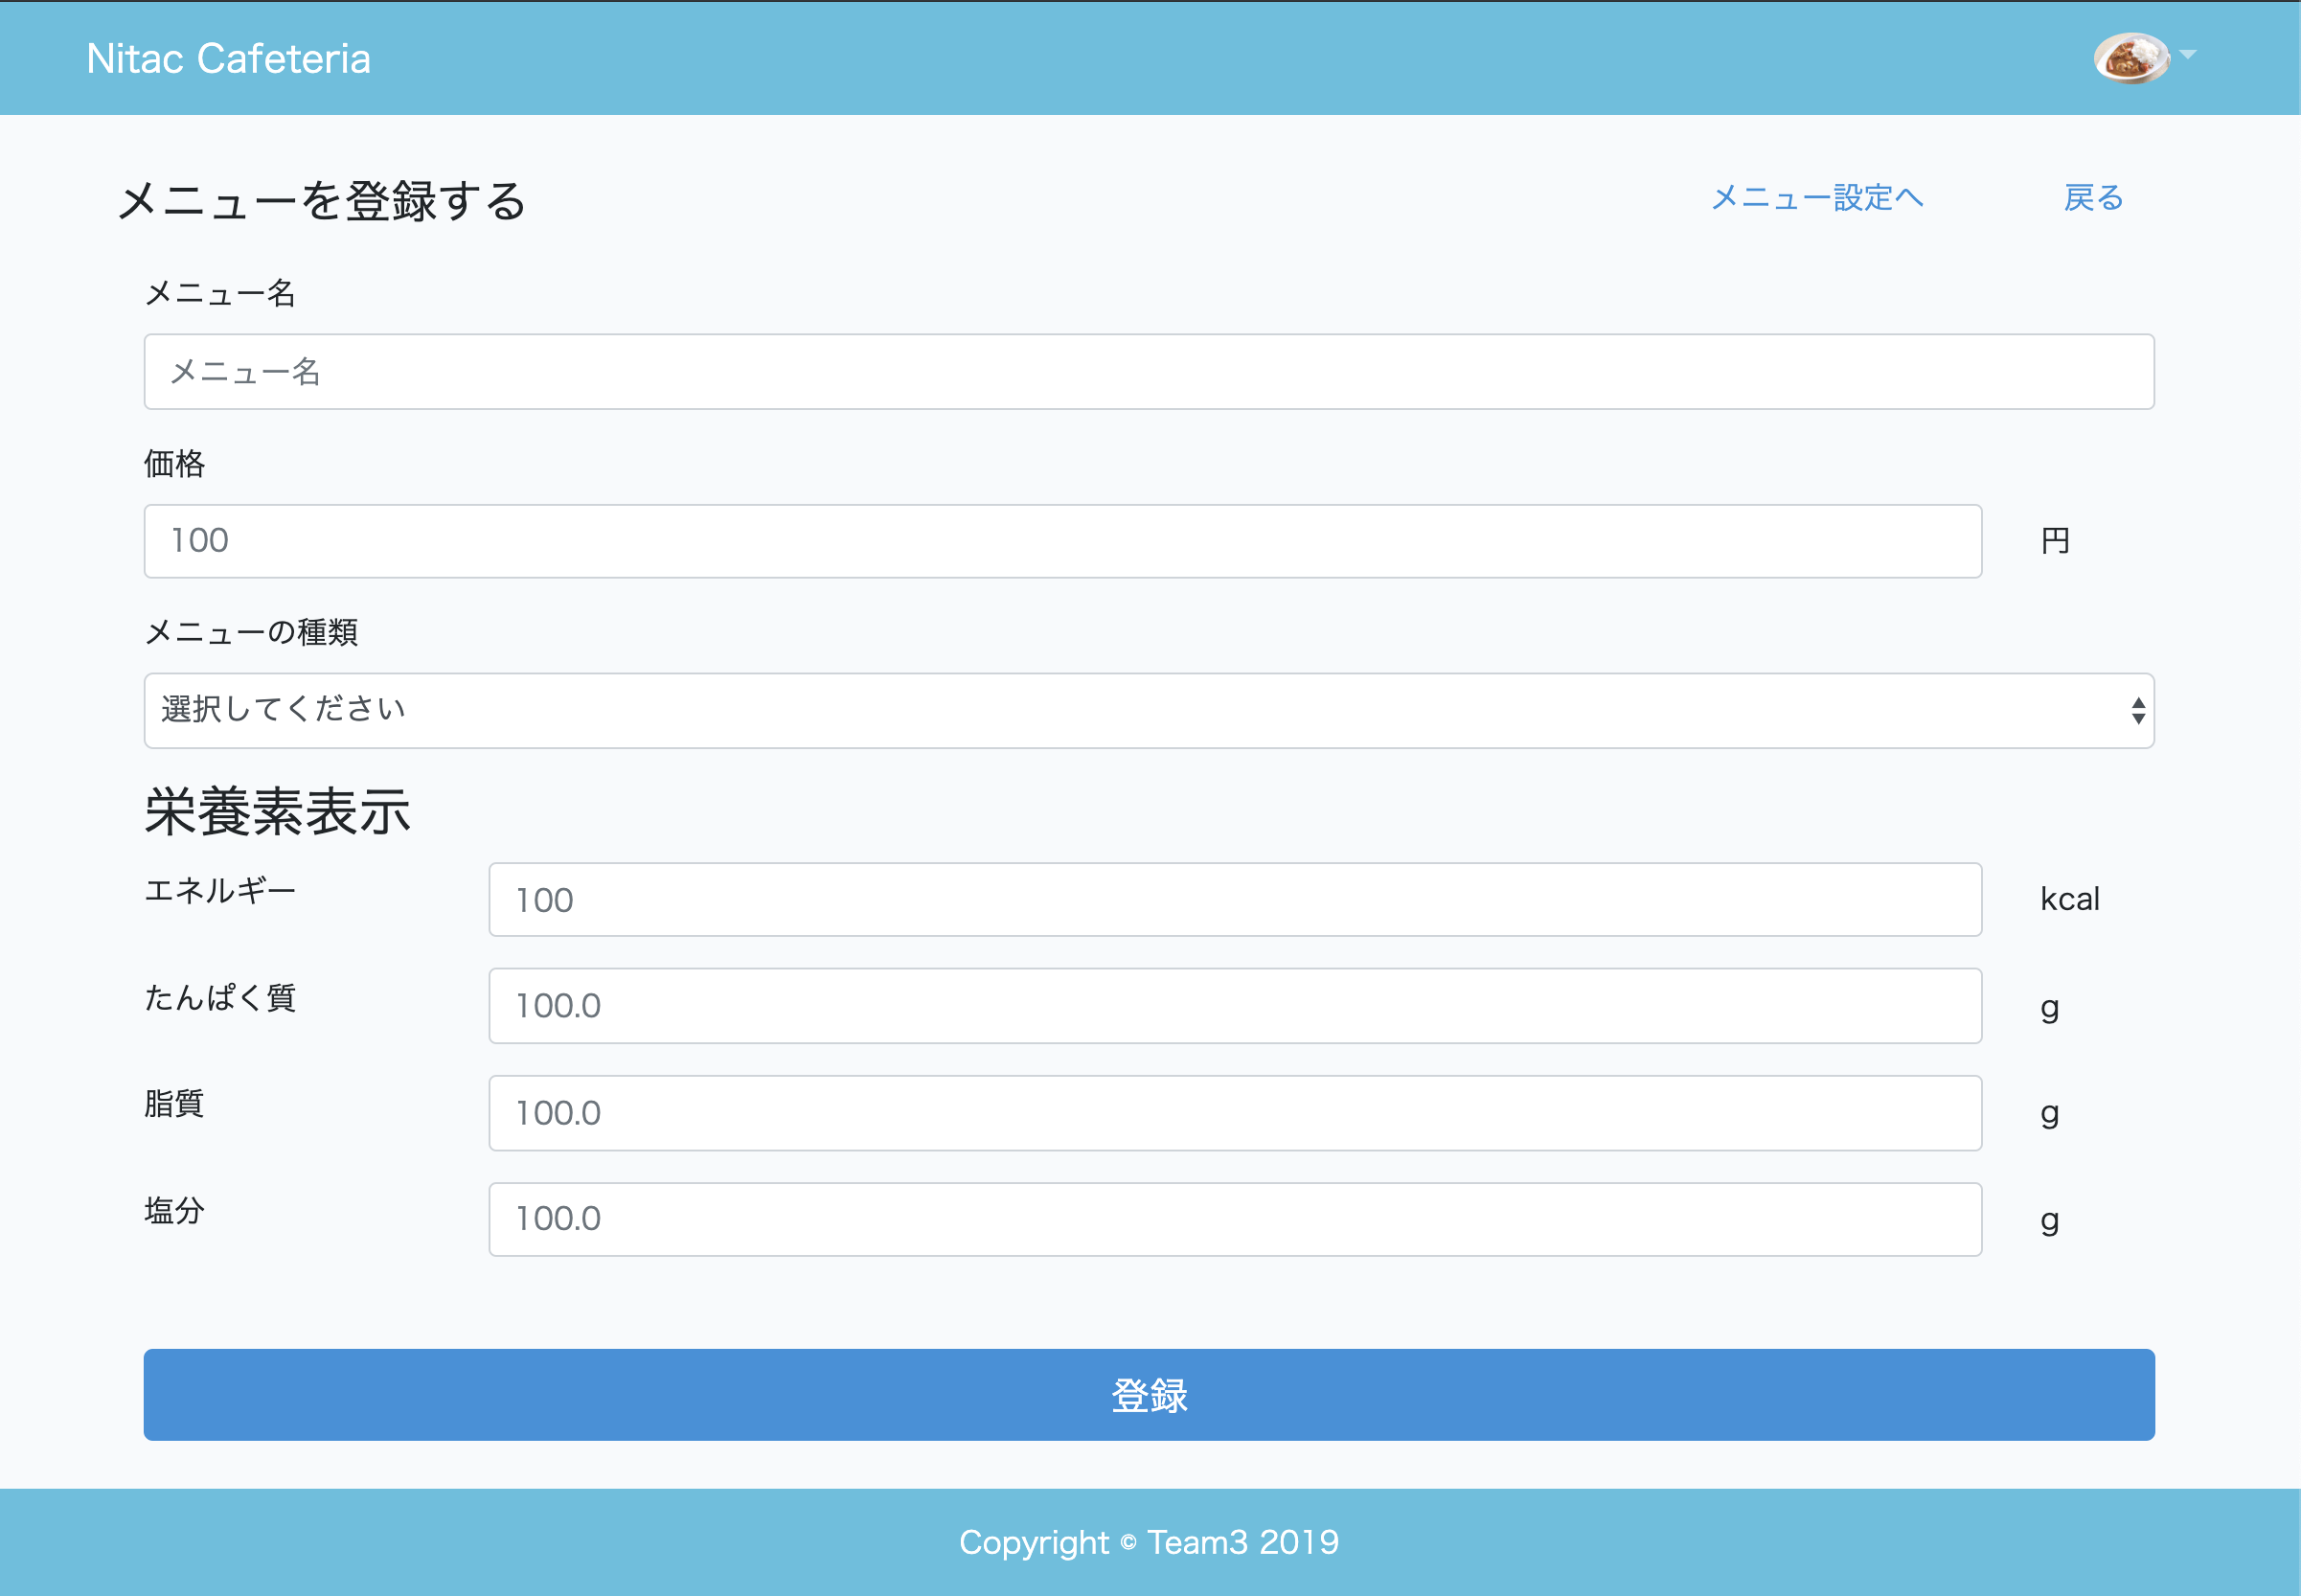 Nitac Cafeteria
メニューを登録する メニュー設定へ 戻る
メニュー名
メニュー名
価格
100 円
メニューの種類
選択してください
栄養素表示
エネルギー 100 kcal
たんぱく質 100.0 g
脂質 100.0 g
塩分 100.0 g
登録
Copyright © Team3 2019